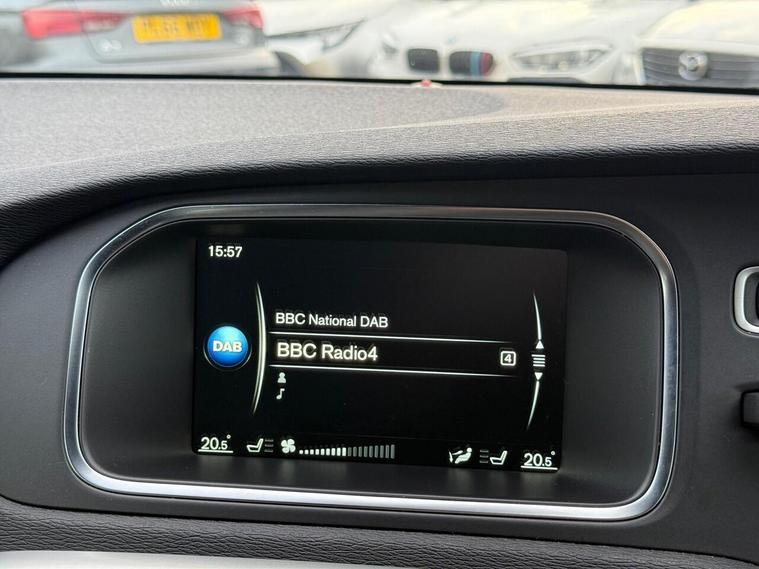 15:57
BBC National DAB
DAB
BBC Radio4
4
20.5°
20.5°